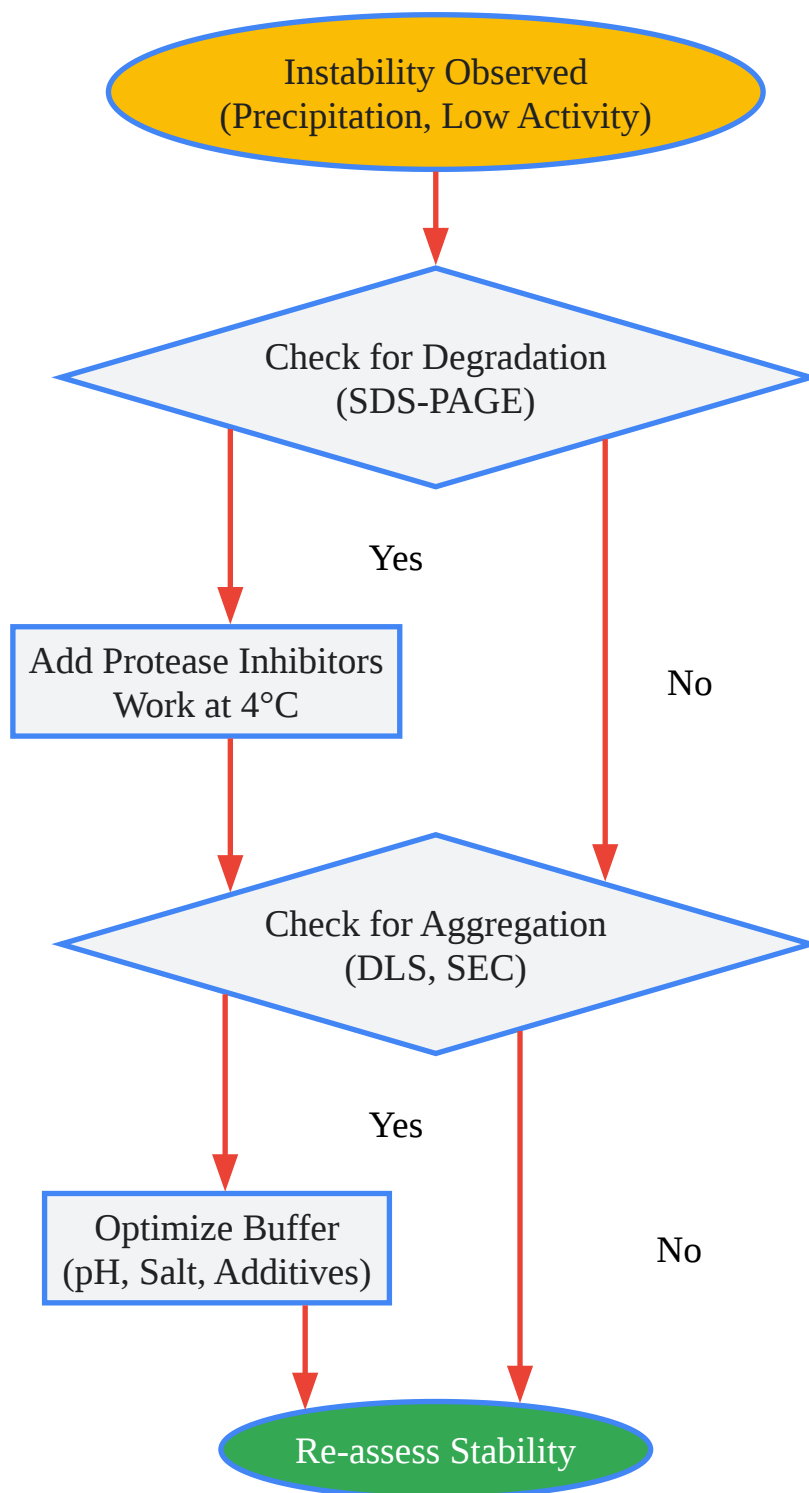 Instability Observed
(Precipitation, Low Activity)
Check for Degradation
(SDS-PAGE)
Yes
Add Protease Inhibitors
Work at 4°C
No
Check for Aggregation
(DLS, SEC)
Yes
Optimize Buffer
(pH, Salt, Additives)
No
Re-assess Stability